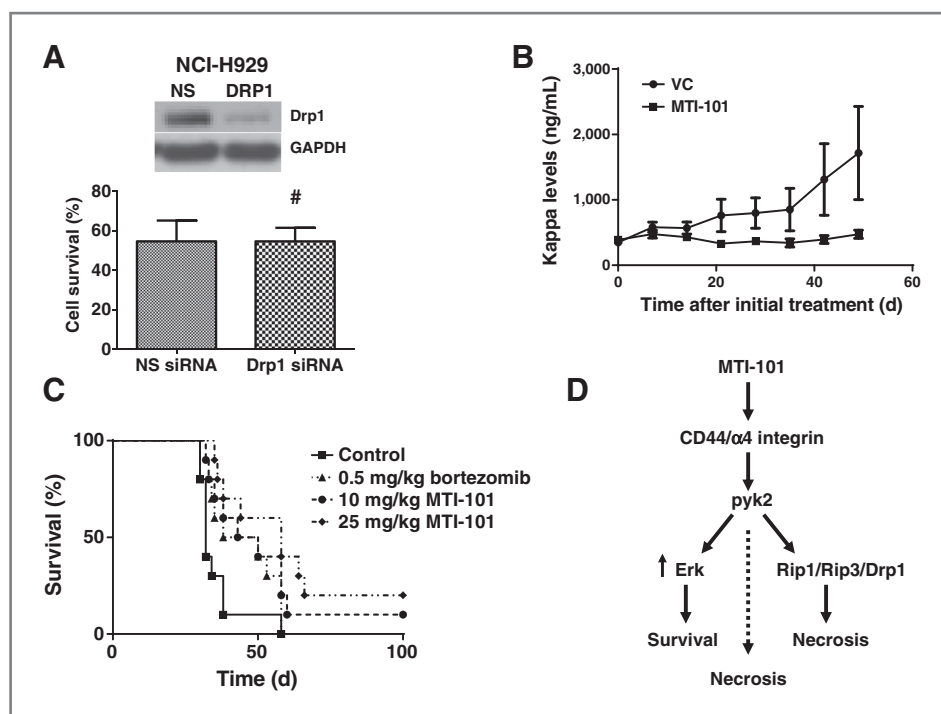 A
NCI-H929
NS DRP1
Drp1
GAPDH
80
60
40
20
0
Cell survival (%)
#
NS siRNA Drp1 siRNA
B
3,000
2,000
1,000
0
Kappa levels (ng/mL)
VC
MTI-101
0 20 40 60
Time after initial treatment (d)
C
100
50
0
Survival (%)
Control
0.5 mg/kg bortezomib
10 mg/kg MTI-101
25 mg/kg MTI-101
0 50 100
Time (d)
D
MTI-101
CD44/α4 integrin
pyk2
Erk Rip1/Rip3/Drp1
Survival Necrosis
Necrosis